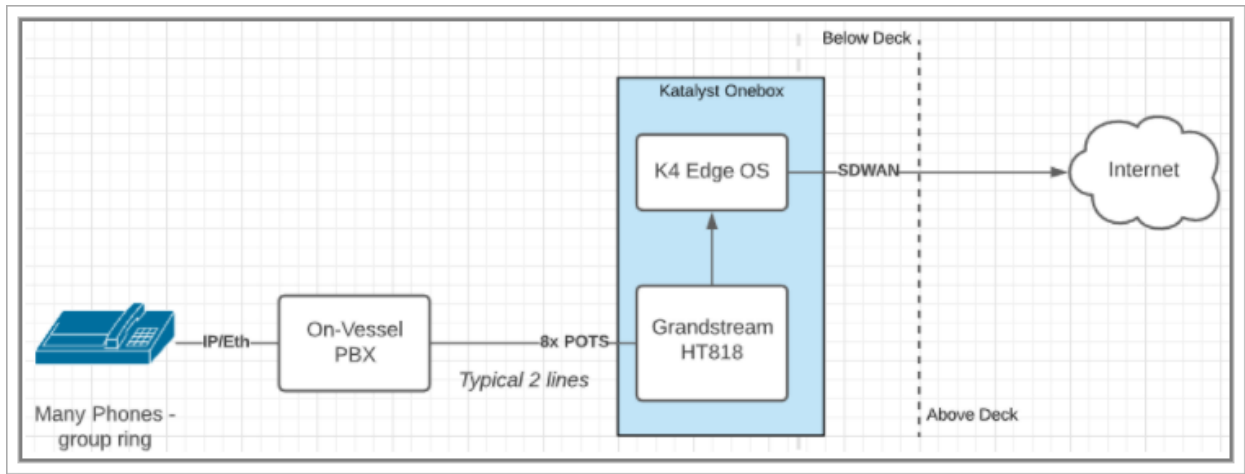 Below Deck
Katalyst Onebox
K4 Edge OS
SDWAN
Internet
IP/Eth
On-Vessel
PBX
8x POTS
Typical 2 lines
Grandstream
HT818
Many Phones -
group ring
Above Deck